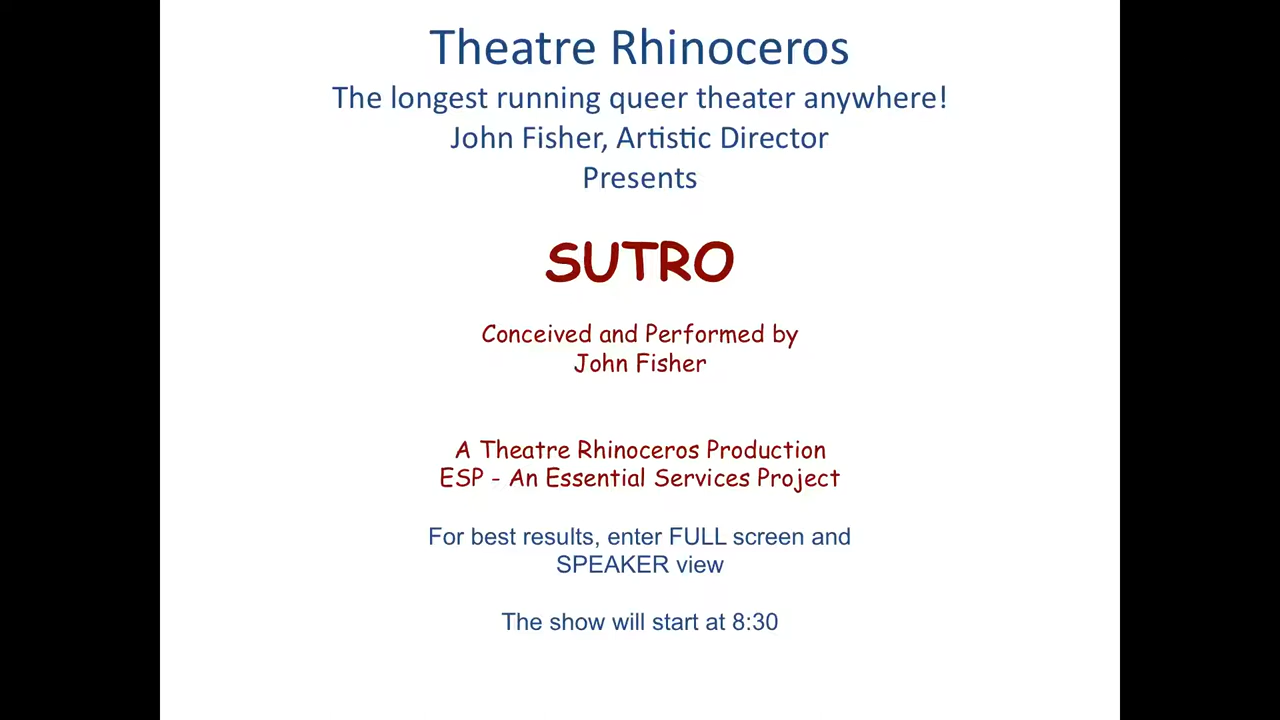 Theatre Rhinoceros
The longest running queer theater anywhere!
John Fisher, Artistic Director
Presents
SUTRO
Conceived and Performed by
John Fisher
A Theatre Rhinoceros Production
ESP - An Essential Services Project
For best results, enter FULL screen and
SPEAKER view
The show will start at 8:30